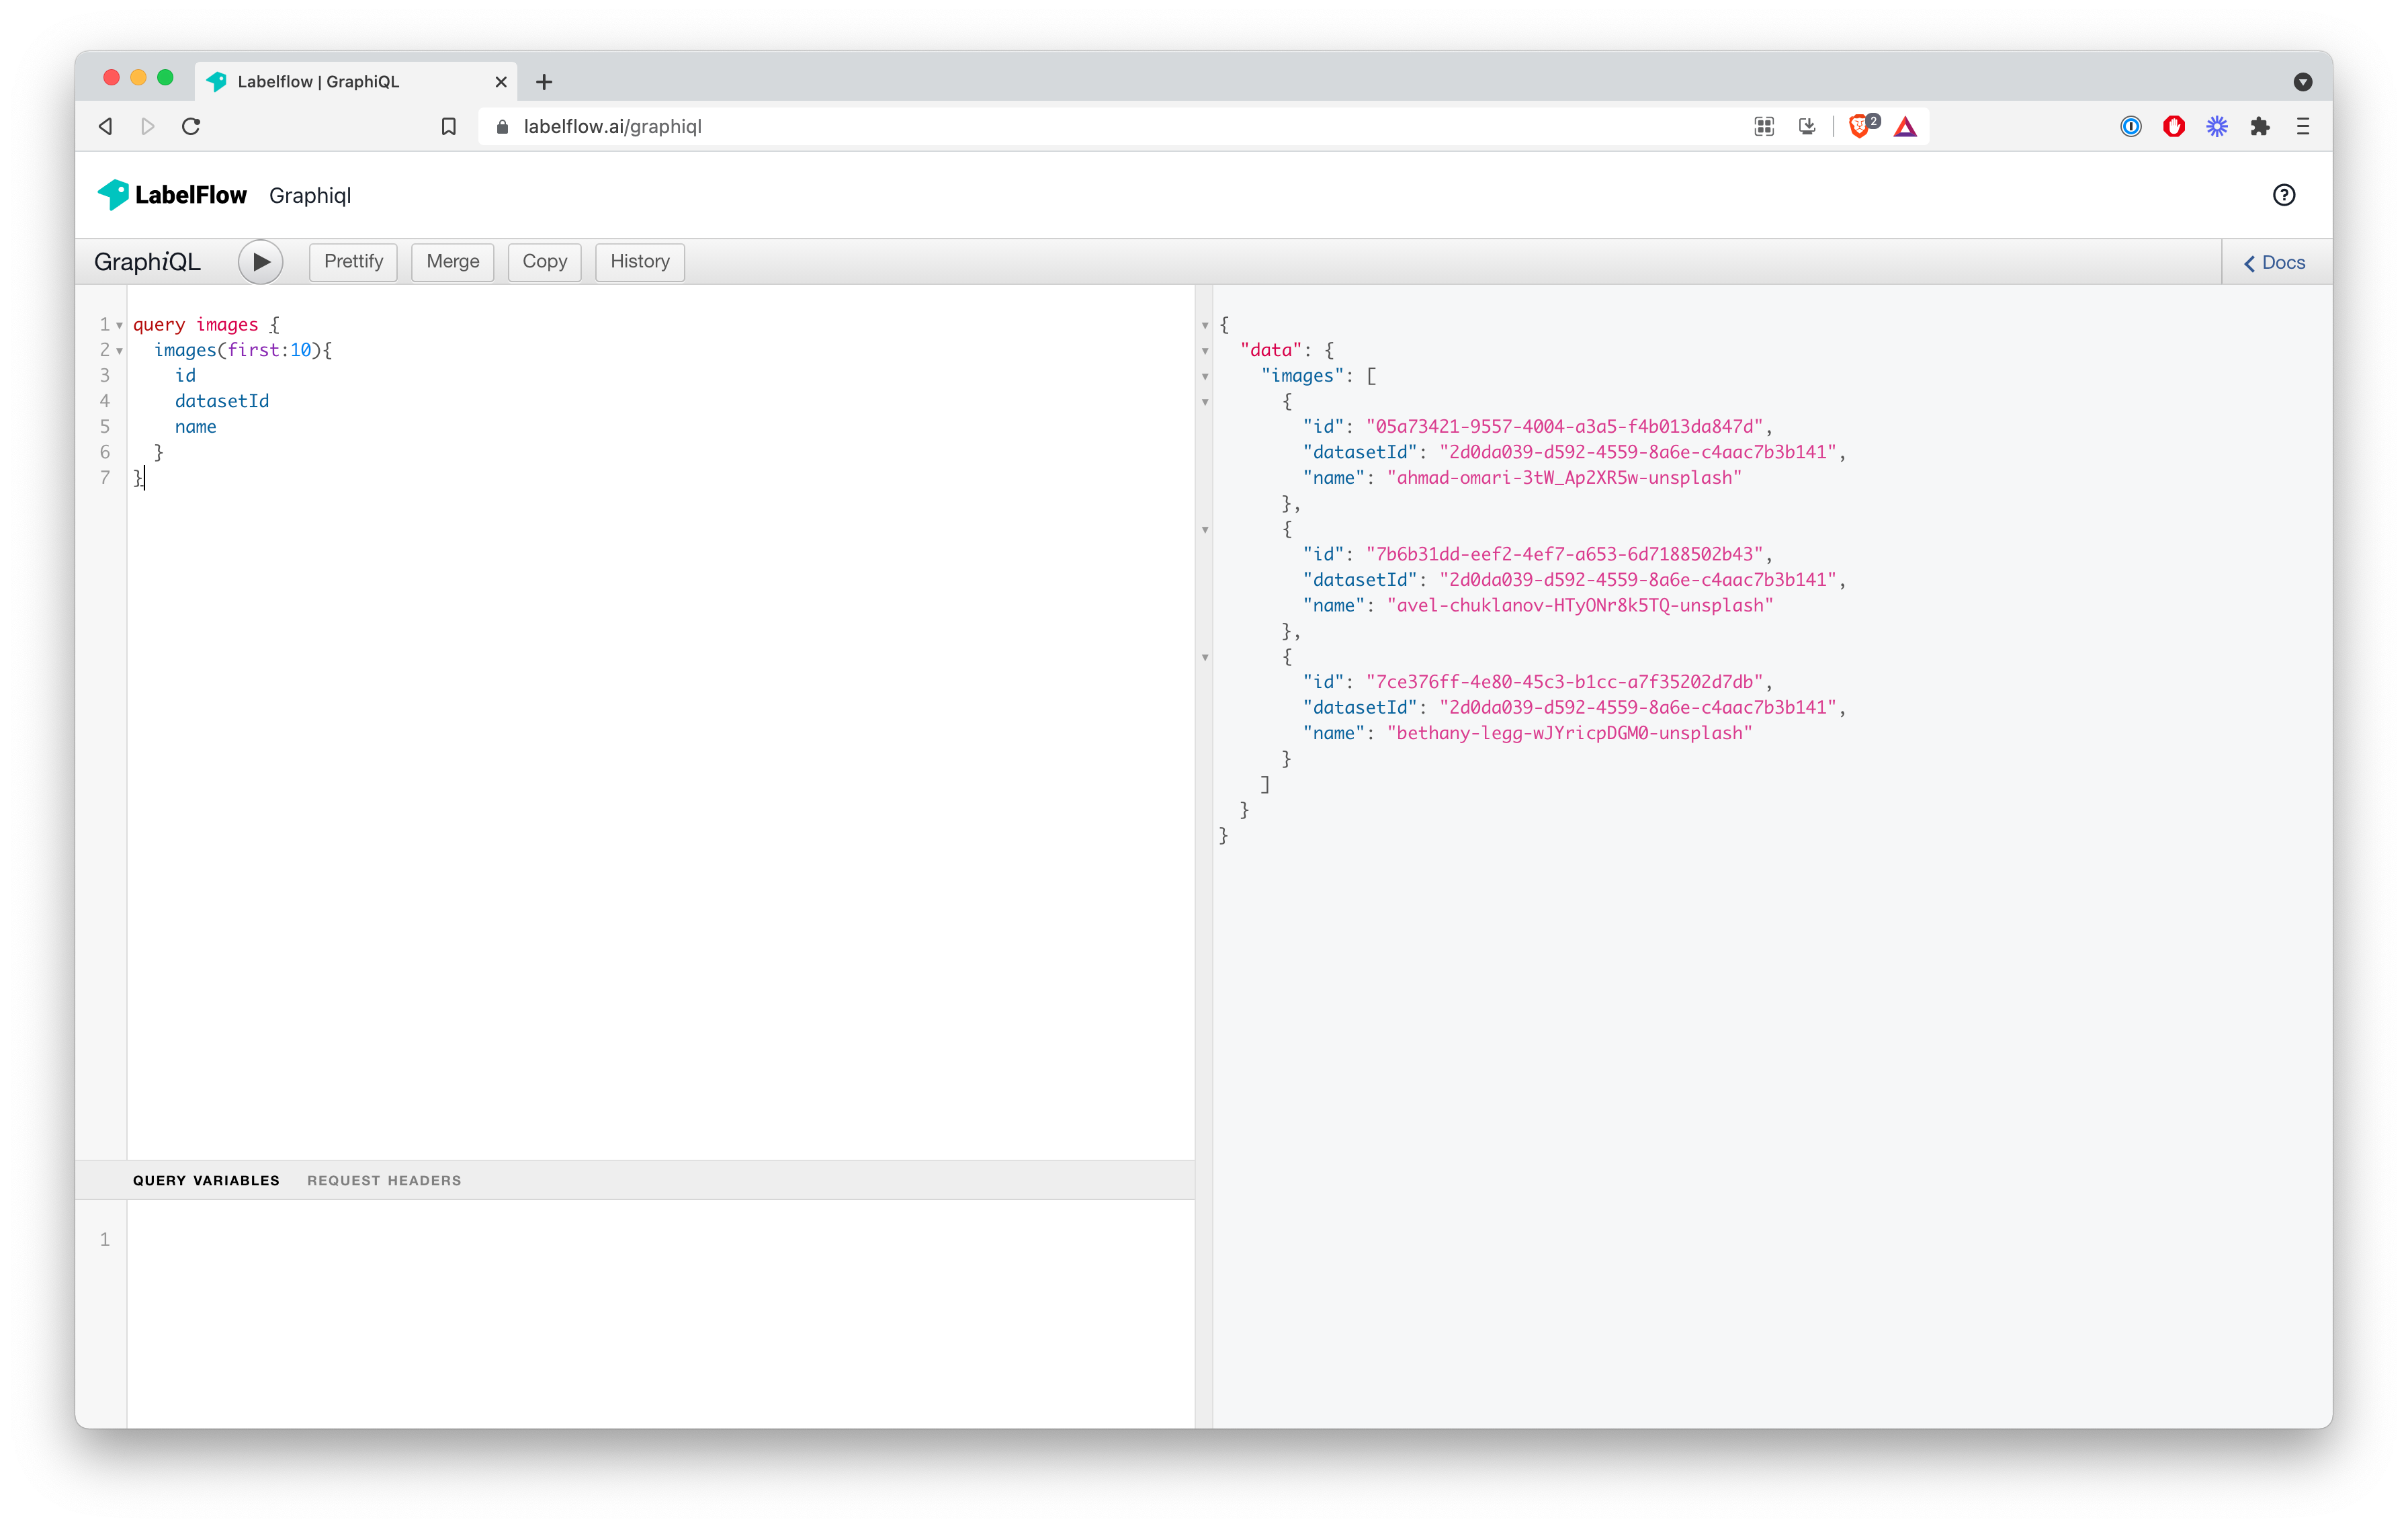 Labelflow | GraphiQL
labelflow.ai/graphiql
2
LabelFlow Graphiql
GraphiQL Prettify Merge Copy History Docs
1 query images {
2 images(first:10){
3 id
4 datasetId
5 name
6 }
7 }
{
"data": {
"images": [
{
"id": "05a73421-9557-4004-a3a5-f4b013da847d",
"datasetId": "2d0da039-d592-4559-8a6e-c4aac7b3b141",
"name": "ahmad-omari-3tW_Ap2XR5w-unsplash"
},
{
"id": "7b6b31dd-eef2-4ef7-a653-6d7188502b43",
"datasetId": "2d0da039-d592-4559-8a6e-c4aac7b3b141",
"name": "avel-chuklanov-HTyONr8k5TQ-unsplash"
},
{
"id": "7ce376ff-4e80-45c3-b1cc-a7f35202d7db",
"datasetId": "2d0da039-d592-4559-8a6e-c4aac7b3b141",
"name": "bethany-legg-wJYricpDGM0-unsplash"
}
]
}
}
QUERY VARIABLES REQUEST HEADERS
1